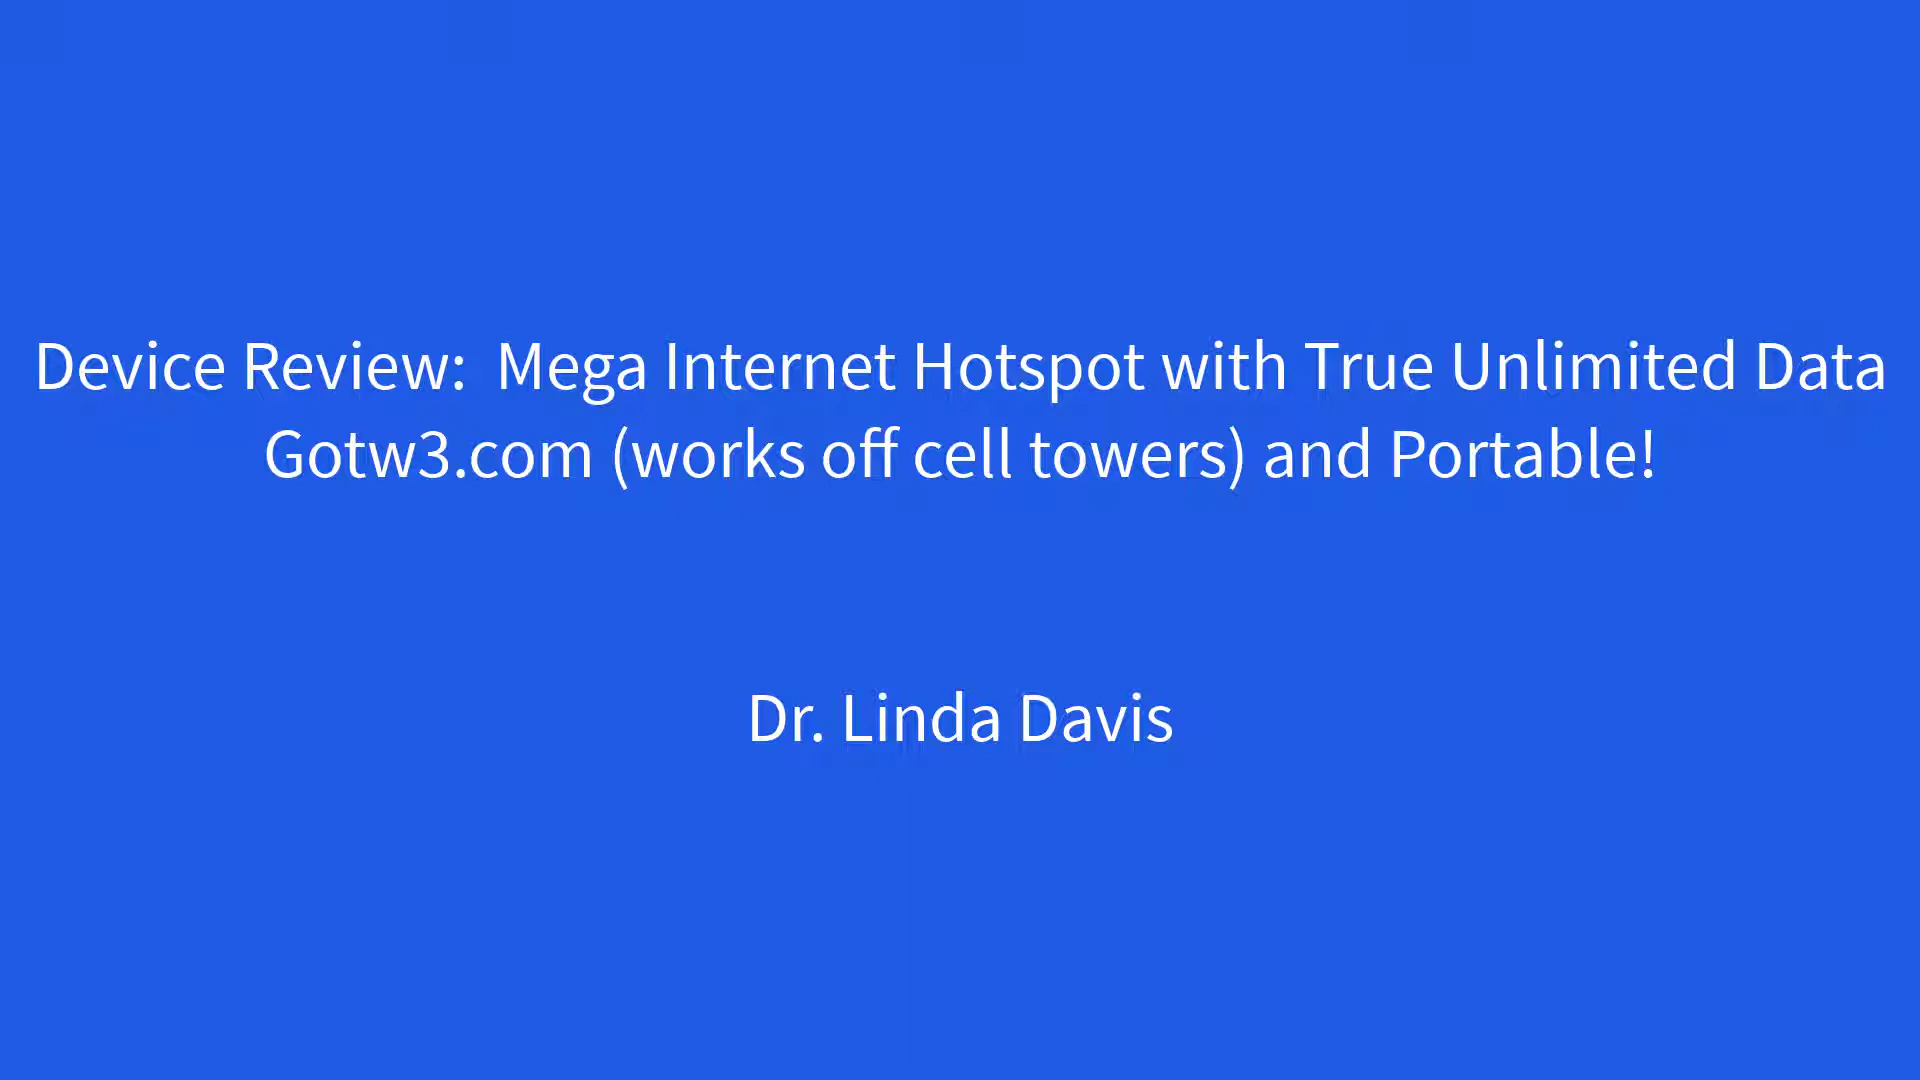 Device Review:  Mega Internet Hotspot with True Unlimited Data
Gotw3.com (works off cell towers) and Portable!
Dr. Linda Davis